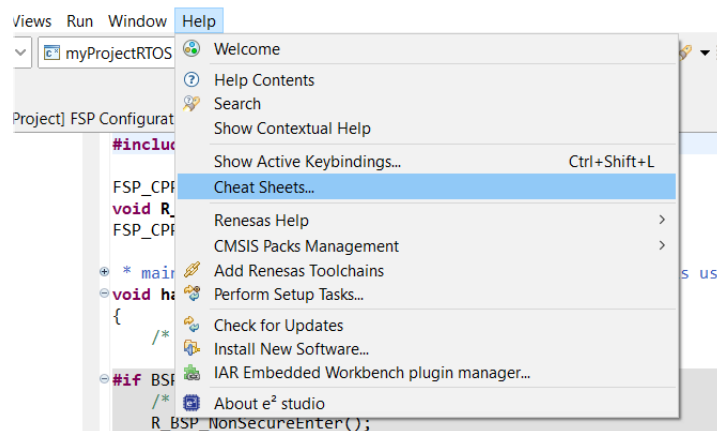 Views Run Window Help
myProjectRTOS
Welcome
Project] FSP Configurat
Help Contents
Search
Show Contextual Help
Show Active Keybindings... Ctrl+Shift+L
Cheat Sheets...
Renesas Help
CMSIS Packs Management
Add Renesas Toolchains
Perform Setup Tasks...
Check for Updates
Install New Software...
IAR Embedded Workbench plugin manager...
About e² studio
#includ
FSP_CPP
void R_
FSP_CPP
* main s us
void ha
{
/*
#if BSP
/*
R_BSP_NonSecureEnter();